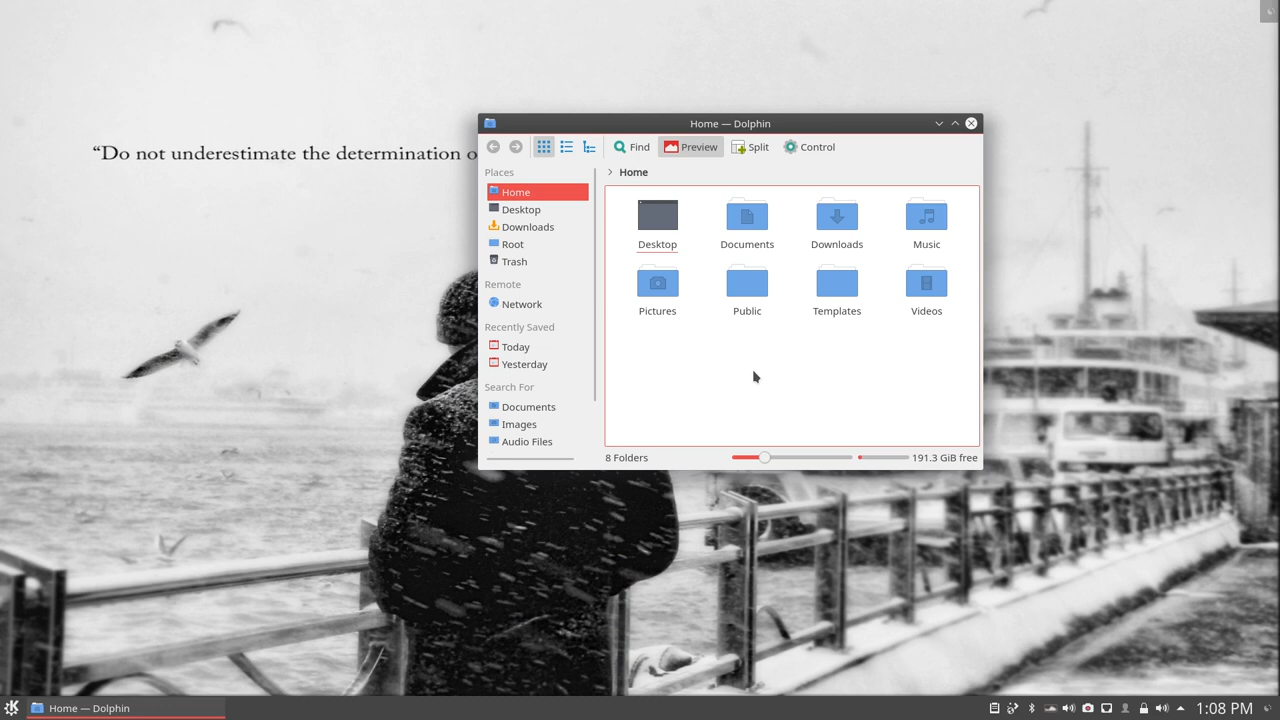 “Do not underestimate the determination o
Home — Dolphin
Find
Preview
Split
Control
Places
Home
Desktop
Downloads
Root
Trash
Remote
Network
Recently Saved
Today
Yesterday
Search For
Documents
Images
Audio Files
Home
Desktop
Documents
Downloads
Music
Pictures
Public
Templates
Videos
8 Folders
191.3 GiB free
Home — Dolphin
1:08 PM